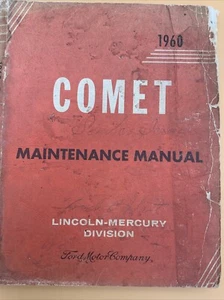 1960
COMET
MAINTENANCE MANUAL
LINCOLN-MERCURY
DIVISION
Ford Motor Company,